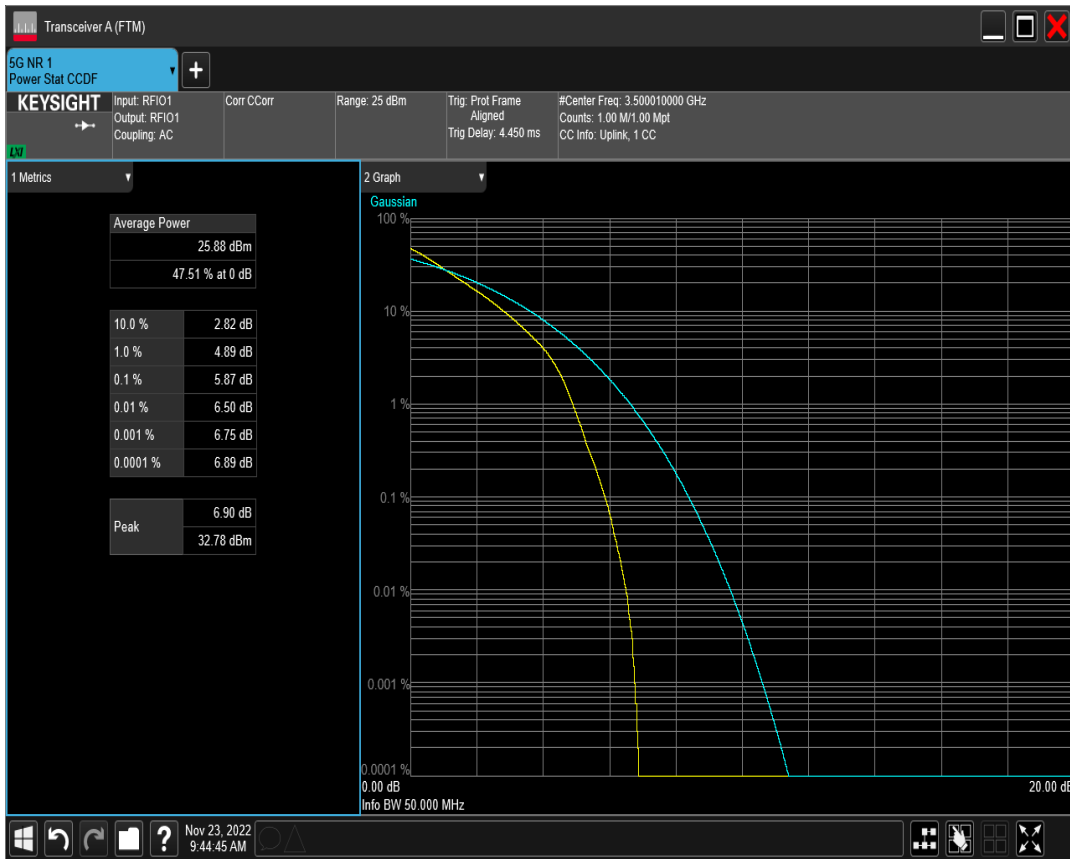 Transceiver A (FTM)
5G NR 1
Power Stat CCDF
KEYSIGHT
LXI
Input: RFIO1
Output: RFIO1
Coupling: AC
Corr CCorr
Range: 25 dBm
Trig: Prot Frame
Aligned
Trig Delay: 4.450 ms
#Center Freq: 3.500010000 GHz
Counts: 1.00 M/1.00 Mpt
CC Info: Uplink, 1 CC
1 Metrics
Average Power
25.88 dBm
47.51 % at 0 dB
10.0 % 2.82 dB
1.0 % 4.89 dB
0.1 % 5.87 dB
0.01 % 6.50 dB
0.001 % 6.75 dB
0.0001 % 6.89 dB
Peak 6.90 dB
32.78 dBm
2 Graph
Gaussian
100 %
10 %
1 %
0.1 %
0.01 %
0.001 %
0.0001 %
0.00 dB 20.00 dB
Info BW 50.000 MHz
? Nov 23, 2022
9:44:45 AM